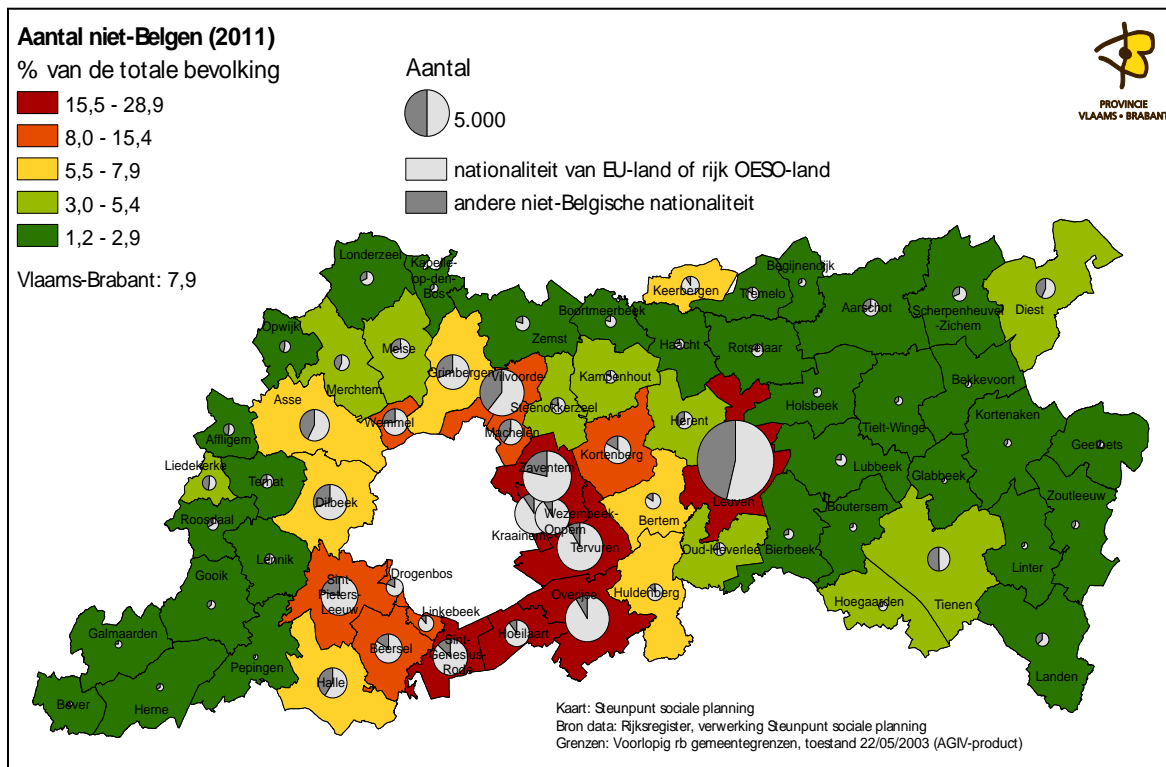 Aantal niet-Belgen (2011)
% van de totale bevolking
15,5 - 28,9
8,0 - 15,4
5,5 - 7,9
3,0 - 5,4
1,2 - 2,9
Vlaams-Brabant: 7,9
Aantal
5.000
nationaliteit van EU-land of rijk OESO-land
andere niet-Belgische nationaliteit
PROVINCIE
VLAAMS • BRABANT
Londerzeel
Kapelle-
op-den-
Bos
Opwijk
Merchtem
Meise
Grimbergen
Vilvoorde
Zemst
Boortmeerbeek
Keerbergen
Tremelo
Begijnendijk
Aarschot
Scherpenheuvel
-Zichem
Diest
Haacht
Rotselaar
Kampenhout
Steenokkerzeel
Asse
Wemmel
Machelen
Herent
Holsbeek
Bekkevoort
Tielt-Winge
Kortenaken
Geetbets
Affligem
Liedekerke
Ternat
Dilbeek
Zaventem
Kortenberg
Leuven
Lubbeek
Glabbeek
Zoutleeuw
Roosdaal
Wezembeek-
Oppem
Kraainem
Bertem
Boutersem
Tervuren
Oud-Heverlee
Bierbeek
Lennik
Gooik
Drogenbos
Sint-
Pieters-
Leeuw
Linkebeek
Overijse
Huldenberg
Hoegaarden
Tienen
Linter
Galmaarden
Pepingen
Beersel
Sint-
Genesius-
Rode
Hoeilaart
Landen
Halle
Bever
Herne
Kaart: Steunpunt sociale planning
Bron data: Rijksregister, verwerking Steunpunt sociale planning
Grenzen: Voorlopig rb gemeentegrenzen, toestand 22/05/2003 (AGIV-product)